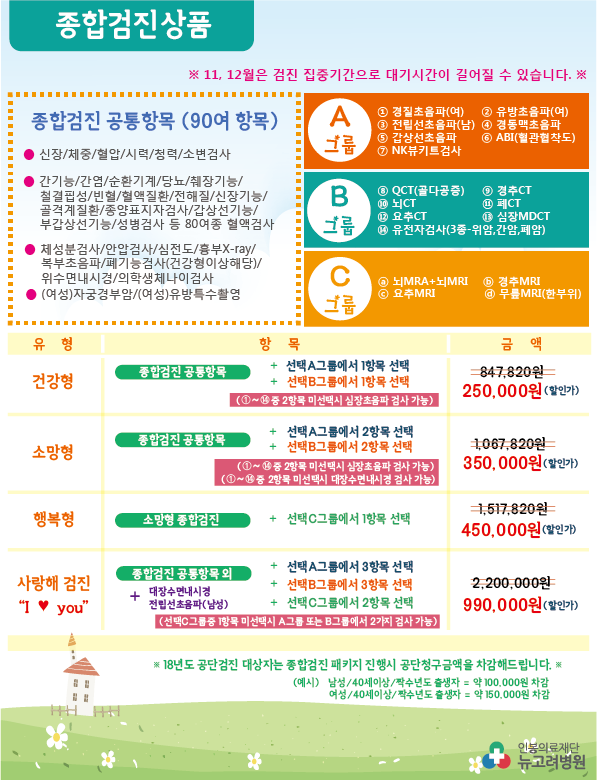 종합검진상품
※ 11, 12월은 검진 집중기간으로 대기시간이 길어질 수 있습니다. ※
종합검진 공통항목 (90여 항목)
● 신장/체중/혈압/시력/청력/소변검사
● 간기능/간염/순환기계/당뇨/췌장기능/
철결핍성/빈혈/혈액질환/전해질/신장기능/
골격계질환/종양표지자검사/갑상선기능/
부갑상선기능/성병검사 등 80여종 혈액검사
● 체성분검사/안압검사/심전도/흉부X-ray/
복부초음파/폐기능검사(건강형이상해당)/
위수면내시경/의학생체나이검사
● (여성)자궁경부암/(여성)유방특수촬영
A
그룹
① 경질초음파(여) ② 유방초음파(여)
③ 전립선초음파(남) ④ 경동맥초음파
⑤ 갑상선초음파 ⑥ ABI(혈관협착도)
⑦ NK뷰키트검사
B
그룹
⑧ QCT(골다공증) ⑨ 경추CT
⑩ 뇌CT ⑪ 폐CT
⑫ 요추CT ⑬ 심장MDCT
⑭ 유전자검사(3종-위암,간암,폐암)
C
그룹
ⓐ 뇌MRA+뇌MRI ⓑ 경추MRI
ⓒ 요추MRI ⓓ 무릎MRI(한부위)
유 형 항 목 금 액
건강형
종합검진 공통항목
+ 선택A그룹에서 1항목 선택
+ 선택B그룹에서 1항목 선택
(①~⑭ 중 2항목 미선택시 심장초음파 검사 가능)
847,820원
250,000원(할인가)
소망형
종합검진 공통항목
+ 선택A그룹에서 2항목 선택
+ 선택B그룹에서 2항목 선택
(①~⑭ 중 2항목 미선택시 심장초음파 검사 가능)
(①~⑭ 중 2항목 미선택시 대장수면내시경 검사 가능)
1,067,820원
350,000원(할인가)
행복형
소망형 종합검진
+ 선택C그룹에서 1항목 선택
1,517,820원
450,000원(할인가)
사랑해 검진
“I ♥ you”
종합검진 공통항목 외
+ 대장수면내시경
전립선초음파(남성)
+ 선택A그룹에서 3항목 선택
+ 선택B그룹에서 3항목 선택
+ 선택C그룹에서 2항목 선택
(선택C그룹중 1항목 미선택시 A그룹 또는 B그룹에서 2가지 검사 가능)
2,200,000원
990,000원(할인가)
※ 18년도 공단검진 대상자는 종합검진 패키지 진행시 공단청구금액을 차감해드립니다. ※
(예시) 남성/40세이상/짝수년도 출생자 = 약 100,000원 차감
여성/40세이상/짝수년도 출생자 = 약 150,000원 차감
인봉의료재단
뉴고려병원